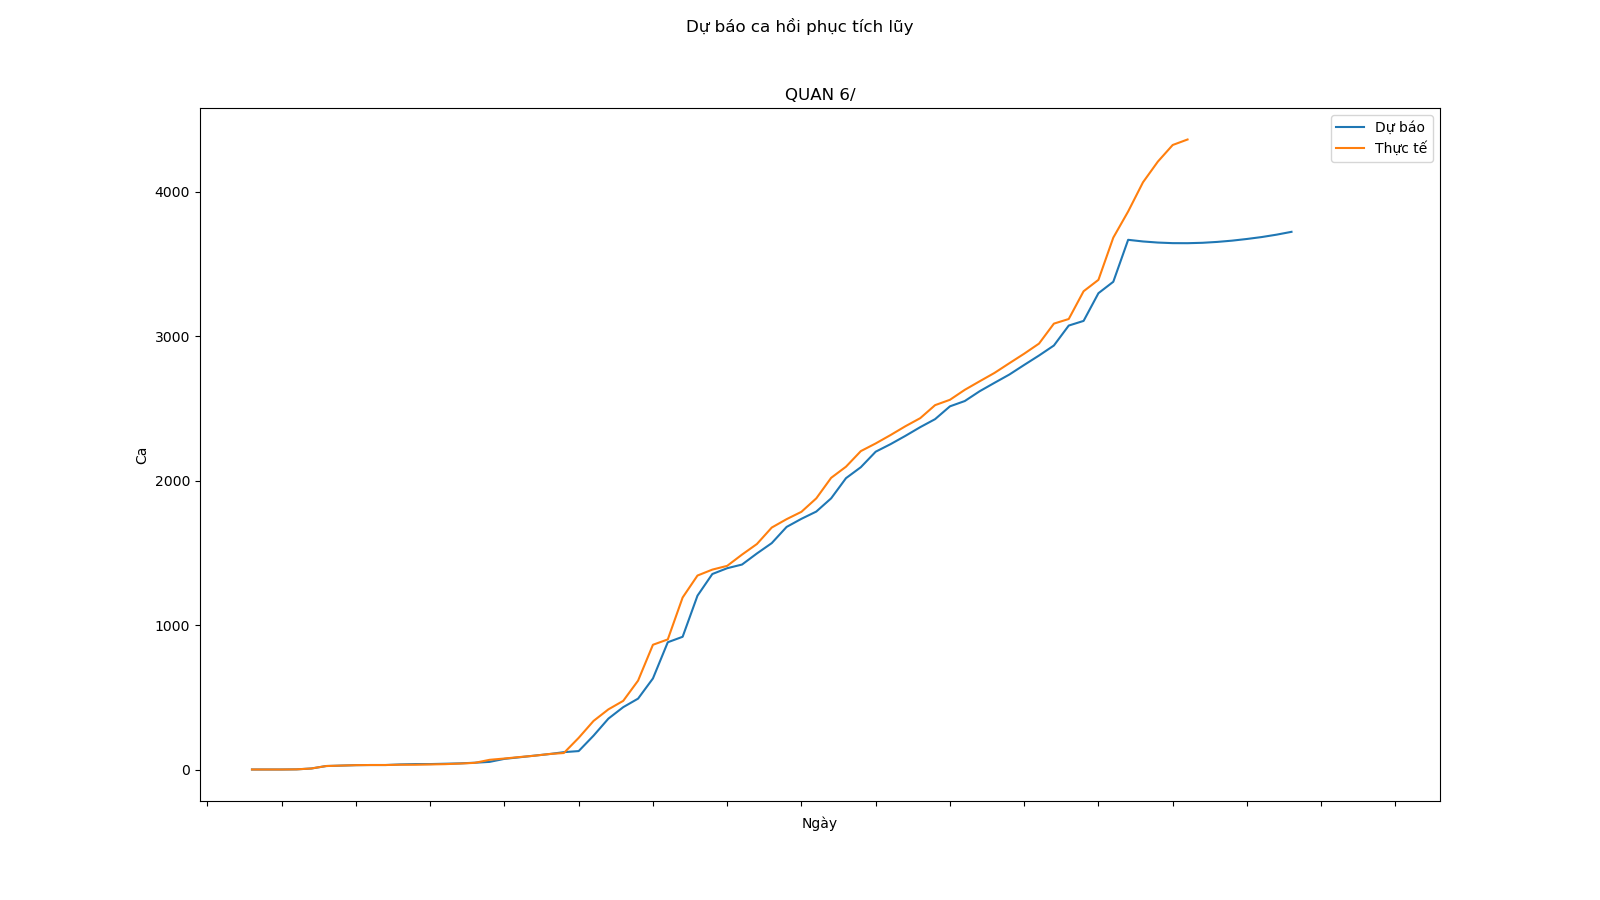 Dự báo ca hồi phục tích lũy
QUAN 6/
Dự báo
Thực tế
4000
3000
2000
1000
0
Ca
Ngày